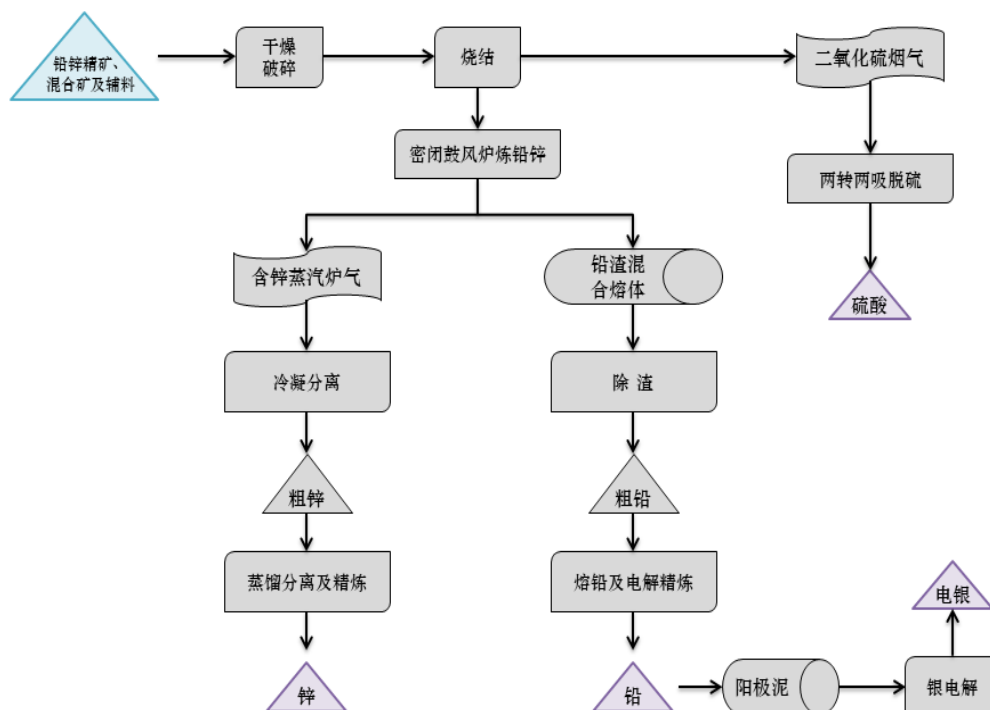 铅锌精矿、
混合矿及辅料
干燥
破碎
烧结
二氧化硫烟气
密闭鼓风炉炼铅锌
两转两吸脱硫
含锌蒸汽炉气
铅渣混
合熔体
硫酸
冷凝分离
除 渣
粗锌
粗铅
蒸馏分离及精炼
熔铅及电解精炼
电银
锌
铅
阳极泥
银电解